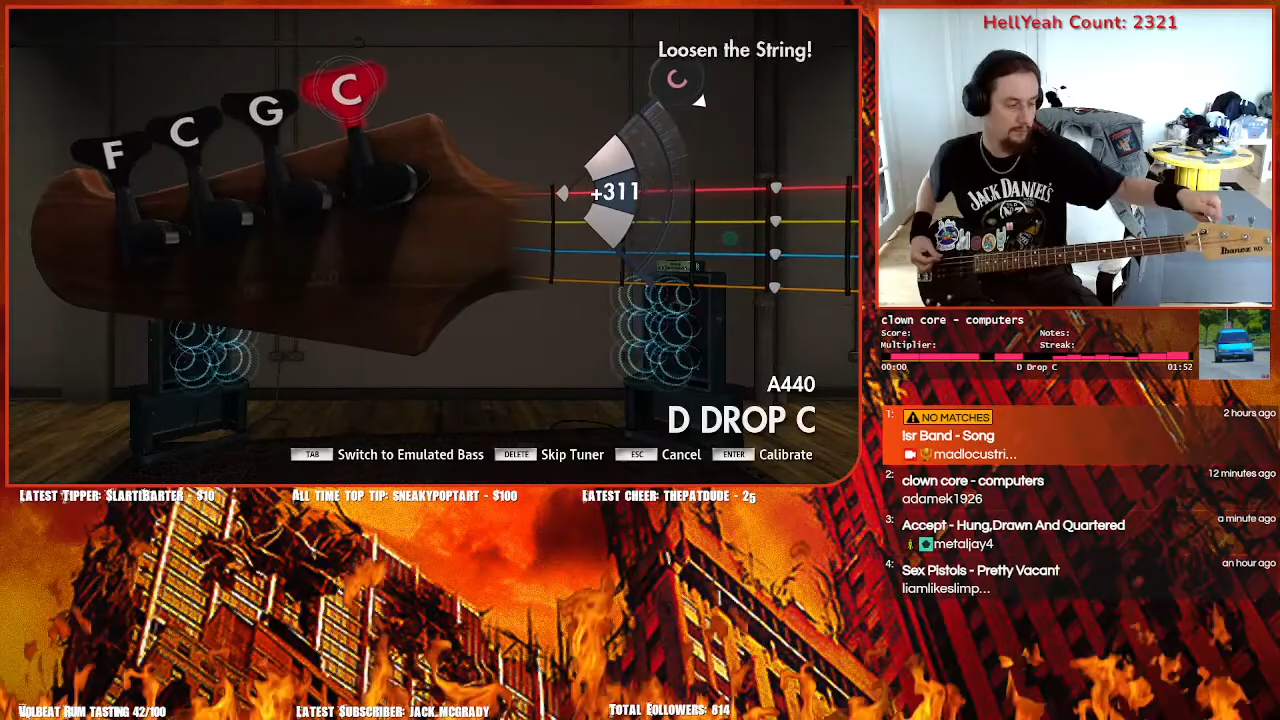 Loosen the String!
C
F
C
G
C
+311
A440
D DROP C
TAB Switch to Emulated Bass DELETE Skip Tuner ESC Cancel ENTER Calibrate
HellYeah Count: 2321
JACK DANIEL'S
Ibanez
clown core - computers
Score: Notes:
Multiplier: Streak:
00:00 D Drop C 01:52
1: NO MATCHES 2 hours ago
lsr Band - Song
madlocustri...
2: clown core - computers 12 minutes ago
adamek1926
3: Accept - Hung,Drawn And Quartered a minute ago
metaljay4
4: Sex Pistols - Pretty Vacant an hour ago
liamlikeslimp...
LATEST TIPPER: SLARTIBARTER - $10 ALL TIME TOP TIP: SNEAKYPOPTART - $100 LATEST CHEER: THEPATDUDE - 25
VOLBEAT RUM TASTING 42/100 LATEST SUBSCRIBER: JACK_MCGRADY TOTAL FOLLOWERS: 614